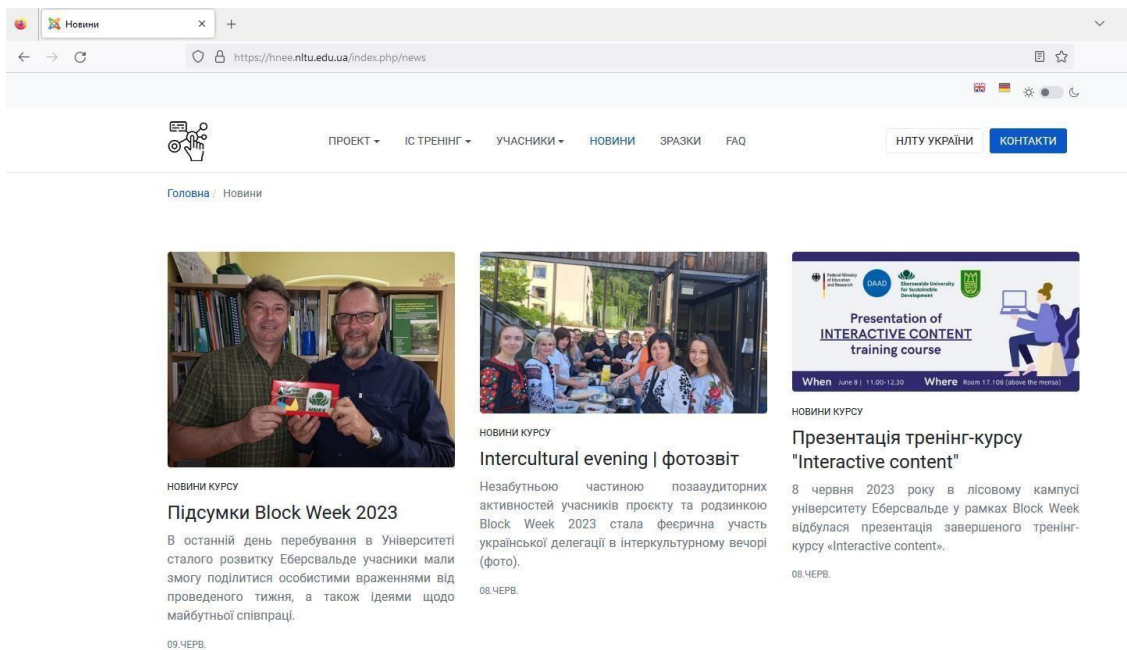 Новини
https://hnee.nltu.edu.ua/index.php/news
ПРОЕКТ
ІС ТРЕНІНГ
УЧАСНИКИ
НОВИНИ
ЗРАЗКИ
FAQ
НЛТУ УКРАЇНИ
КОНТАКТИ
Головна / Новини
HNEE
НОВИНИ КУРСУ
Підсумки Block Week 2023
В останній день перебування в Університеті
сталого розвитку Еберсвальде учасники мали
змогу поділитися особистими враженнями від
проведеного тижня, а також ідеями щодо
майбутньої співпраці.
09.ЧЕРВ.
НОВИНИ КУРСУ
Intercultural evening | фотозвіт
Незабутньою частиною позааудиторних
активностей учасників проєкту та родзинкою
Block Week 2023 стала феєрична участь
української делегації в інтеркультурному вечорі
(фото).
08.ЧЕРВ.
Federal Ministry
of Education
and Research
DAAD
Eberswalde University
for Sustainable
Development
Presentation of
INTERACTIVE CONTENT
training course
When June 8 | 11.00-12.30 Where Room 17.106 (above the mensa)
НОВИНИ КУРСУ
Презентація тренінг-курсу
"Interactive content"
8 червня 2023 року в лісовому кампусі
університету Еберсвальде у рамках Block Week
відбулася презентація завершеного тренінг-
курсу «Interactive content».
08.ЧЕРВ.